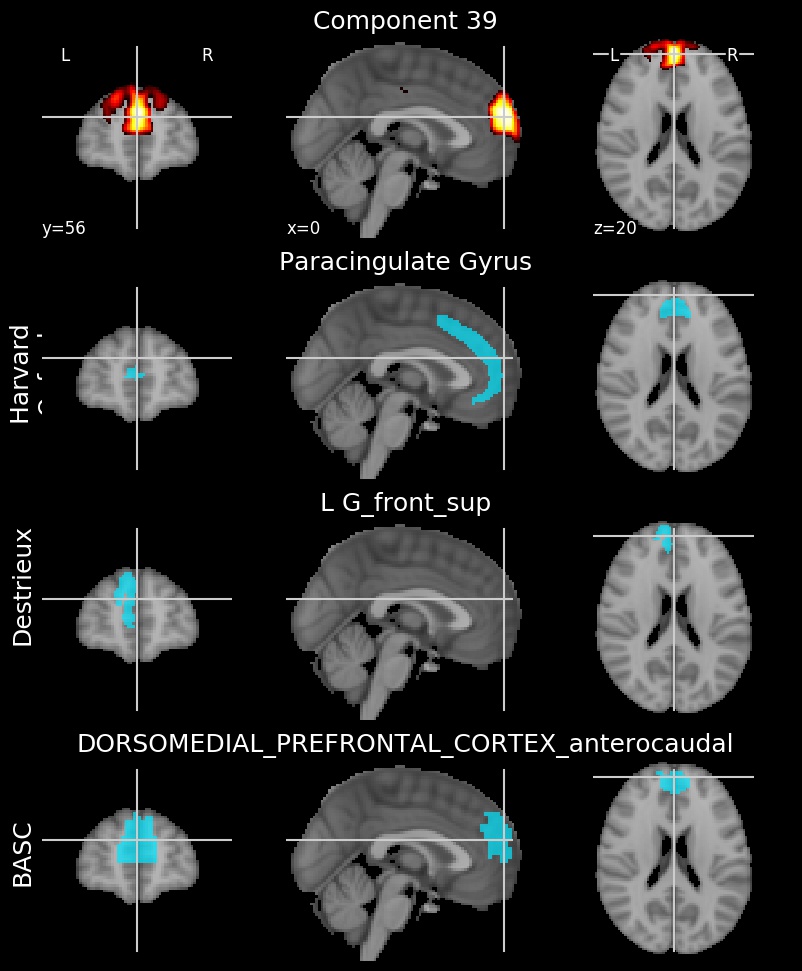 Component 39
L R
L R
y=56 x=0 z=20
Paracingulate Gyrus
Harvard
L G_front_sup
Destrieux
DORSOMEDIAL_PREFRONTAL_CORTEX_anterocaudal
BASC